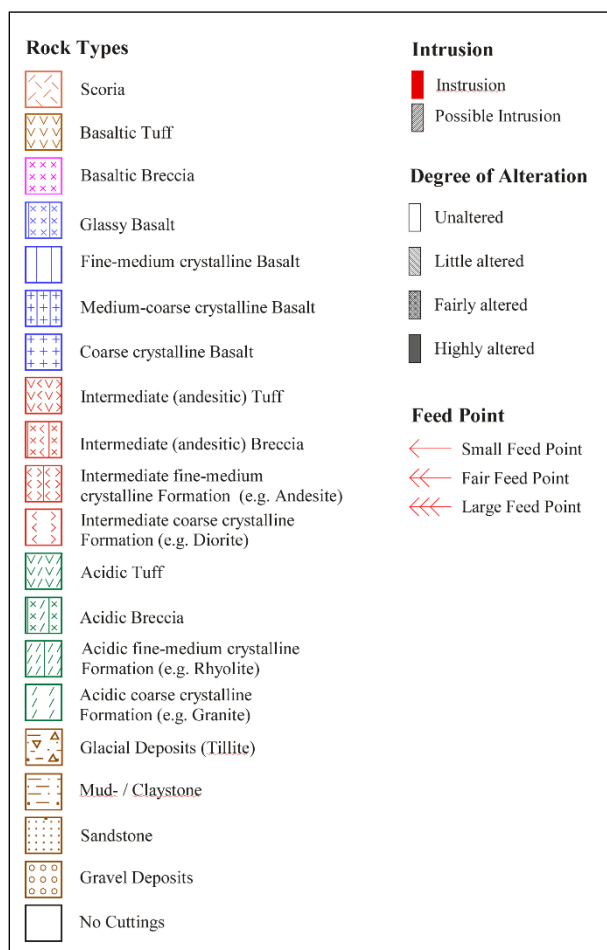 Rock Types
Scoria
Basaltic Tuff
Basaltic Breccia
Glassy Basalt
Fine-medium crystalline Basalt
Medium-coarse crystalline Basalt
Coarse crystalline Basalt
Intermediate (andesitic) Tuff
Intermediate (andesitic) Breccia
Intermediate fine-medium
crystalline Formation (e.g. Andesite)
Intermediate coarse crystalline
Formation (e.g. Diorite)
Acidic Tuff
Acidic Breccia
Acidic fine-medium crystalline
Formation (e.g. Rhyolite)
Acidic coarse crystalline
Formation (e.g. Granite)
Glacial Deposits (Tillite)
Mud- / Claystone
Sandstone
Gravel Deposits
No Cuttings
Intrusion
Instrusion
Possible Intrusion
Degree of Alteration
Unaltered
Little altered
Fairly altered
Highly altered
Feed Point
Small Feed Point
Fair Feed Point
Large Feed Point